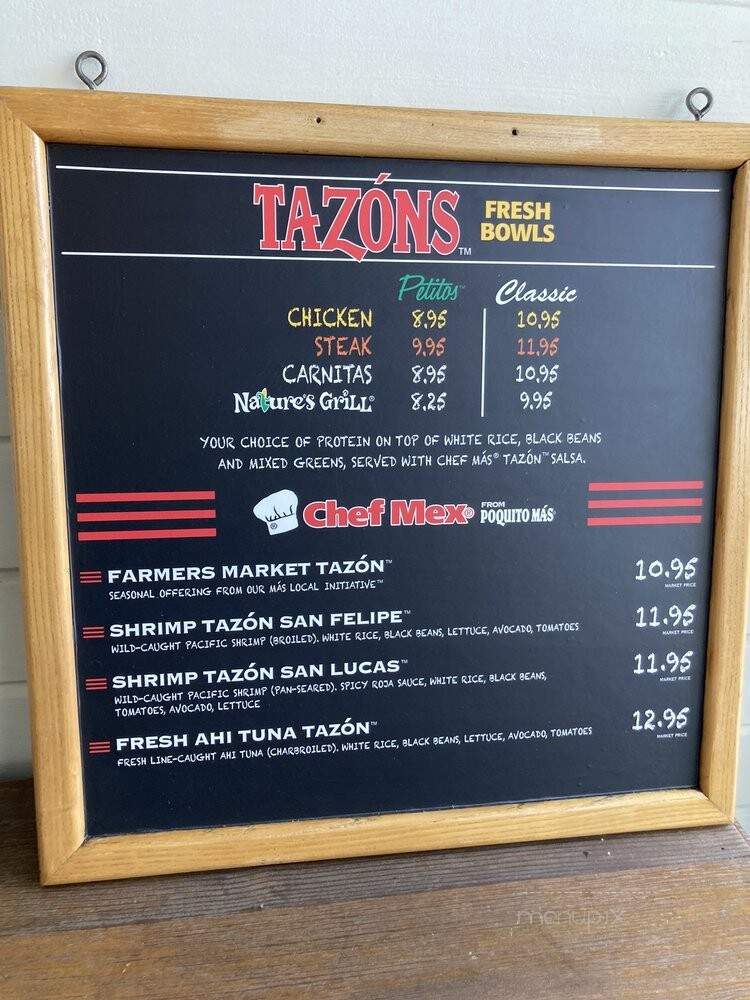 TAZÓNS™ FRESH BOWLS
Petitos™ Classic
CHICKEN 8.95 10.95
STEAK 9.95 11.95
CARNITAS 8.95 10.95
Nature's Grill® 8.25 9.95
YOUR CHOICE OF PROTEIN ON TOP OF WHITE RICE, BLACK BEANS
AND MIXED GREENS, SERVED WITH CHEF MÁS® TAZÓN™ SALSA.
Chef Mex® FROM POQUITO MÁS®
FARMERS MARKET TAZÓN™ 10.95
SEASONAL OFFERING FROM OUR MÁS LOCAL INITIATIVE™ MARKET PRICE
SHRIMP TAZÓN SAN FELIPE™ 11.95
WILD-CAUGHT PACIFIC SHRIMP (BROILED). WHITE RICE, BLACK BEANS, LETTUCE, AVOCADO, TOMATOES MARKET PRICE
SHRIMP TAZÓN SAN LUCAS™ 11.95
WILD-CAUGHT PACIFIC SHRIMP (PAN-SEARED). SPICY ROJA SAUCE, WHITE RICE, BLACK BEANS, MARKET PRICE
TOMATOES, AVOCADO, LETTUCE
FRESH AHI TUNA TAZÓN™ 12.95
FRESH LINE-CAUGHT AHI TUNA (CHARBROILED). WHITE RICE, BLACK BEANS, LETTUCE, AVOCADO, TOMATOES MARKET PRICE
menupix